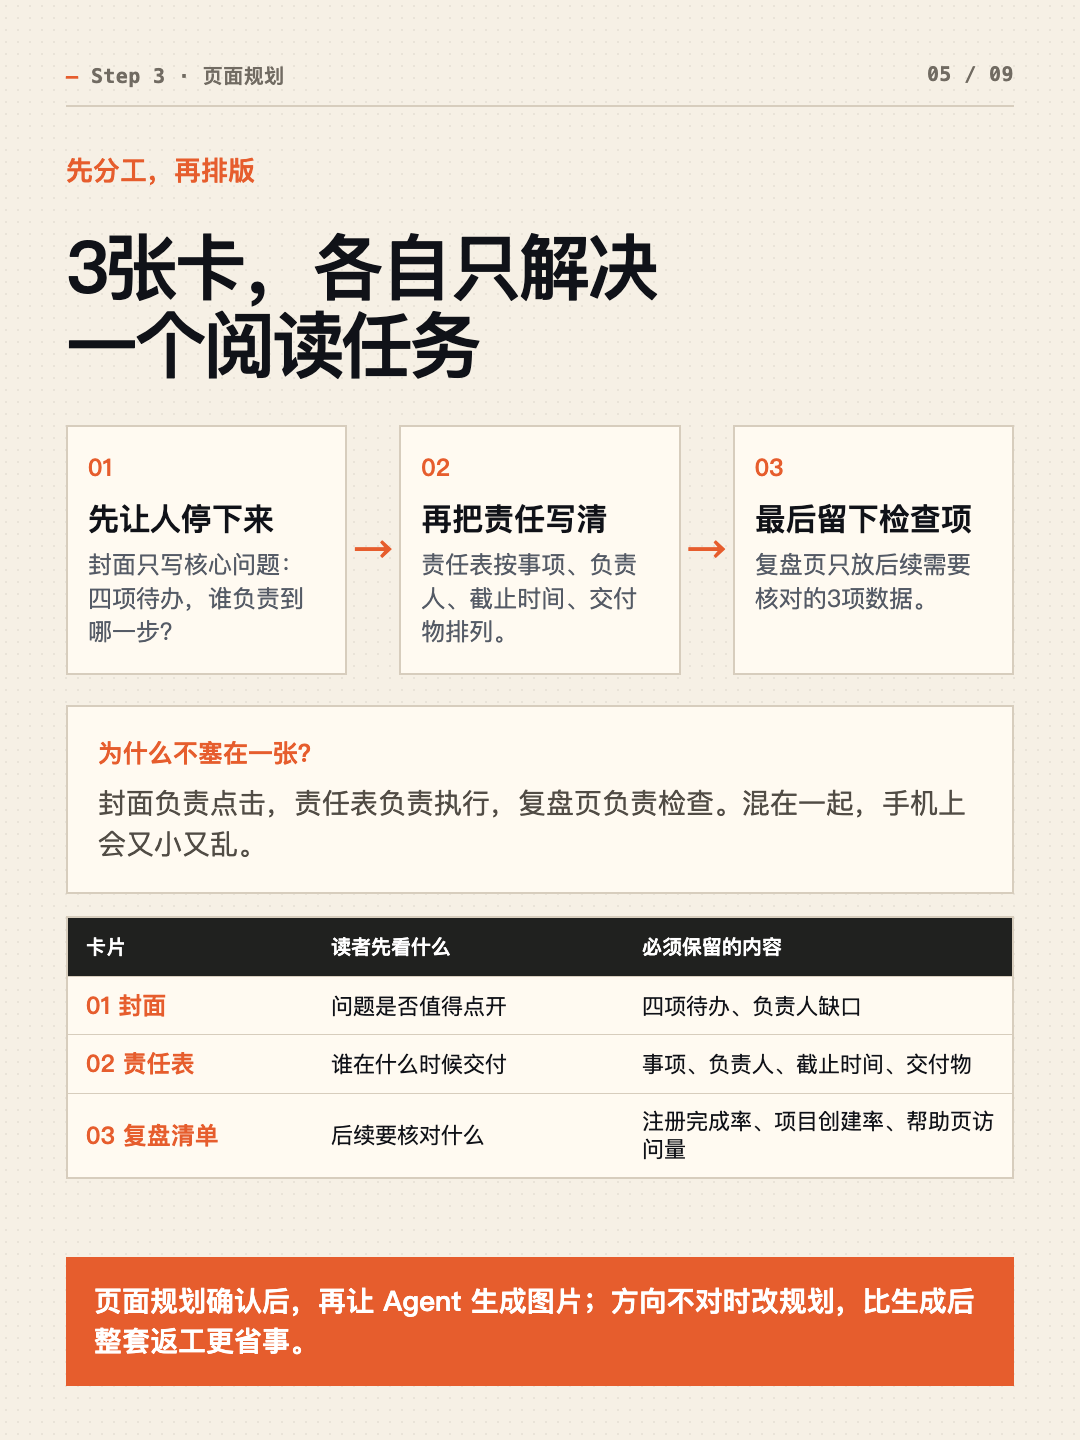 — Step 3 · 页面规划
05 / 09
先分工，再排版
3张卡，各自只解决
一个阅读任务
01
先让人停下来
封面只写核心问题：
四项待办，谁负责到
哪一步？
→
02
再把责任写清
责任表按事项、负责
人、截止时间、交付
物排列。
→
03
最后留下检查项
复盘页只放后续需要
核对的3项数据。
为什么不塞在一张？
封面负责点击，责任表负责执行，复盘页负责检查。混在一起，手机上
会又小又乱。
卡片 读者先看什么 必须保留的内容
01 封面 问题是否值得点开 四项待办、负责人缺口
02 责任表 谁在什么时候交付 事项、负责人、截止时间、交付物
03 复盘清单 后续要核对什么 注册完成率、项目创建率、帮助页访
问量
页面规划确认后，再让 Agent 生成图片；方向不对时改规划，比生成后
整套返工更省事。